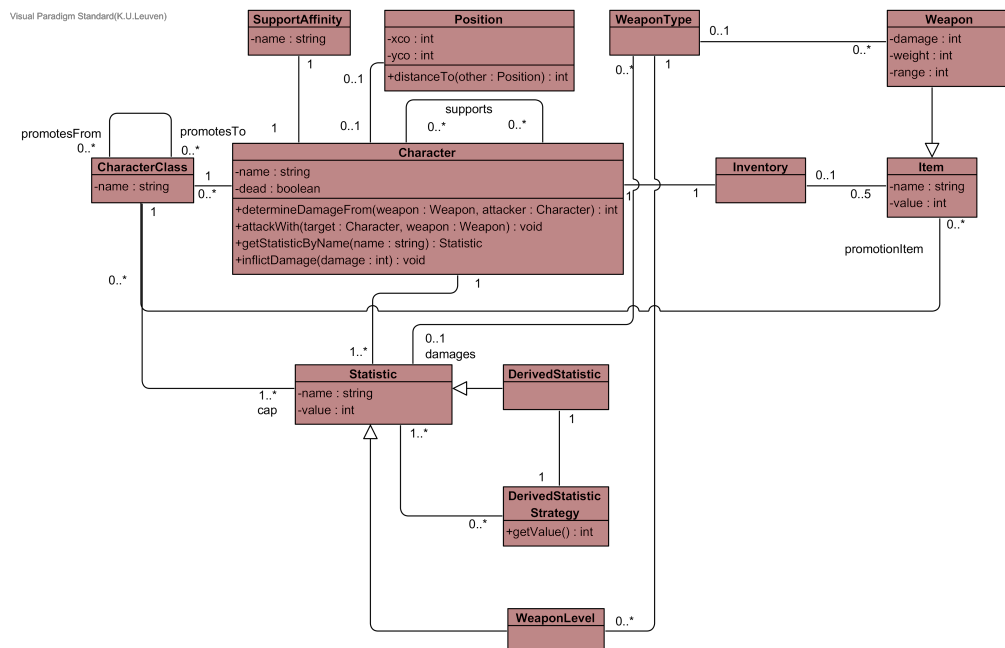 Visual Paradigm Standard(K.U.Leuven)
SupportAffinity
-name : string
Position
-xco : int
-yco : int
+distanceTo(other : Position) : int
WeaponType
Weapon
-damage : int
-weight : int
-range : int
0..1
0..*
1
0..1
0..*
1
supports
0..*
0..*
1
0..1
promotesFrom
0..*
promotesTo
0..*
CharacterClass
-name : string
1
0..*
Character
-name : string
-dead : boolean
+determineDamageFrom(weapon : Weapon, attacker : Character) : int
+attackWith(target : Character, weapon : Weapon) : void
+getStatisticByName(name : string) : Statistic
+inflictDamage(damage : int) : void
1
1
Inventory
0..1
0..5
Item
-name : string
-value : int
1
0..*
promotionItem
0..*
1
1..*
0..1
damages
1..*
cap
Statistic
-name : string
-value : int
DerivedStatistic
1..*
1
1
0..*
DerivedStatistic
Strategy
+getValue() : int
WeaponLevel
0..*